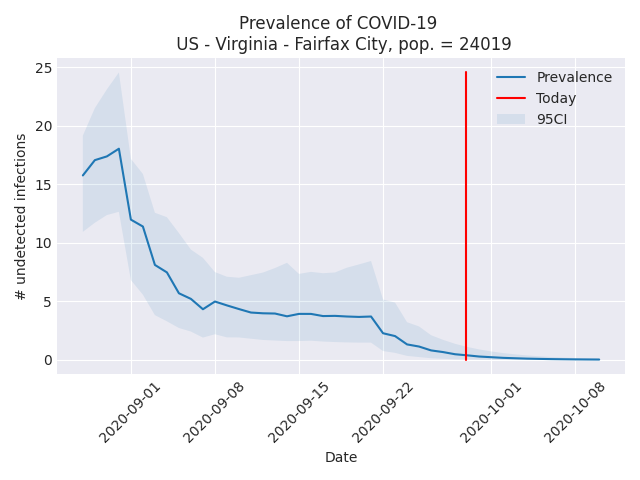 Prevalence of COVID-19
US - Virginia - Fairfax City, pop. = 24019
25
20
15
10
5
0
# undetected infections
Prevalence
Today
95CI
2020-09-01
2020-09-08
2020-09-15
2020-09-22
2020-10-01
2020-10-08
Date